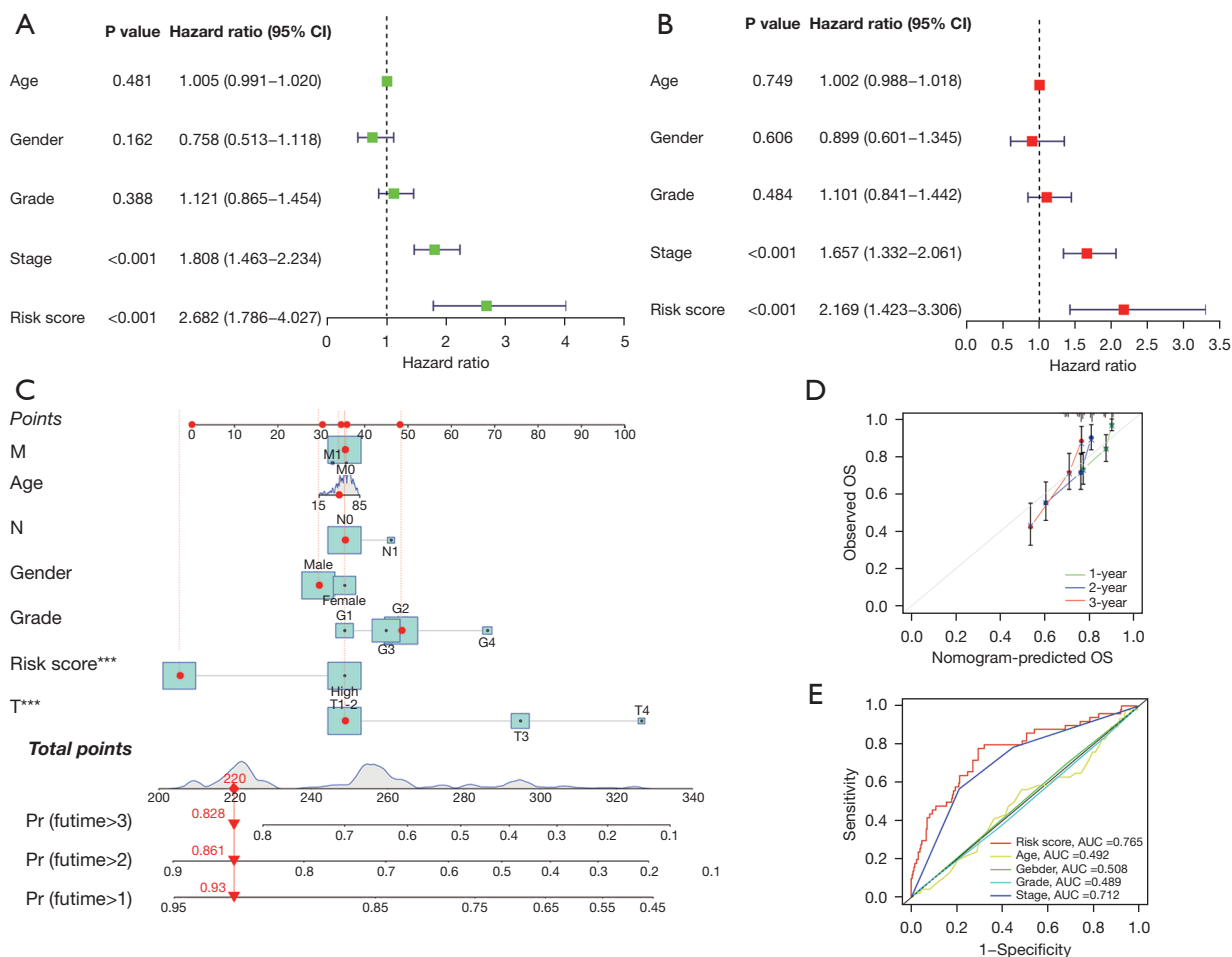 A
P value Hazard ratio (95% CI)
Age 0.481 1.005 (0.991−1.020)
Gender 0.162 0.758 (0.513−1.118)
Grade 0.388 1.121 (0.865−1.454)
Stage <0.001 1.808 (1.463−2.234)
Risk score <0.001 2.682 (1.786−4.027)
0 1 2 3 4 5
Hazard ratio
B
P value Hazard ratio (95% CI)
Age 0.749 1.002 (0.988−1.018)
Gender 0.606 0.899 (0.601−1.345)
Grade 0.484 1.101 (0.841−1.442)
Stage <0.001 1.657 (1.332−2.061)
Risk score <0.001 2.169 (1.423−3.306)
0.0 0.5 1.0 1.5 2.0 2.5 3.0 3.5
Hazard ratio
C
Points
0 10 20 30 40 50 60 70 80 90 100
M
M1
M0
Age
15 85
N
N0
N1
Gender
Male
Female
Grade
G1 G2
G3 G4
Risk score***
High
T***
T1-2
T3 T4
Total points
220
200 220 240 260 280 300 320 340
0.828
Pr (futime>3)
0.8 0.7 0.6 0.5 0.4 0.3 0.2 0.1
0.861
Pr (futime>2)
0.9 0.8 0.7 0.6 0.5 0.4 0.3 0.2 0.1
0.93
Pr (futime>1)
0.95 0.85 0.75 0.65 0.55 0.45
D
Observed OS
1.0
0.8
0.6
0.4
0.2
0.0
1-year
2-year
3-year
0.0 0.2 0.4 0.6 0.8 1.0
Nomogram-predicted OS
E
Sensitivity
1.0
0.8
0.6
0.4
0.2
0.0
Risk score, AUC =0.765
Age, AUC =0.492
Gebder, AUC =0.508
Grade, AUC =0.489
Stage, AUC =0.712
0.0 0.2 0.4 0.6 0.8 1.0
1−Specificity